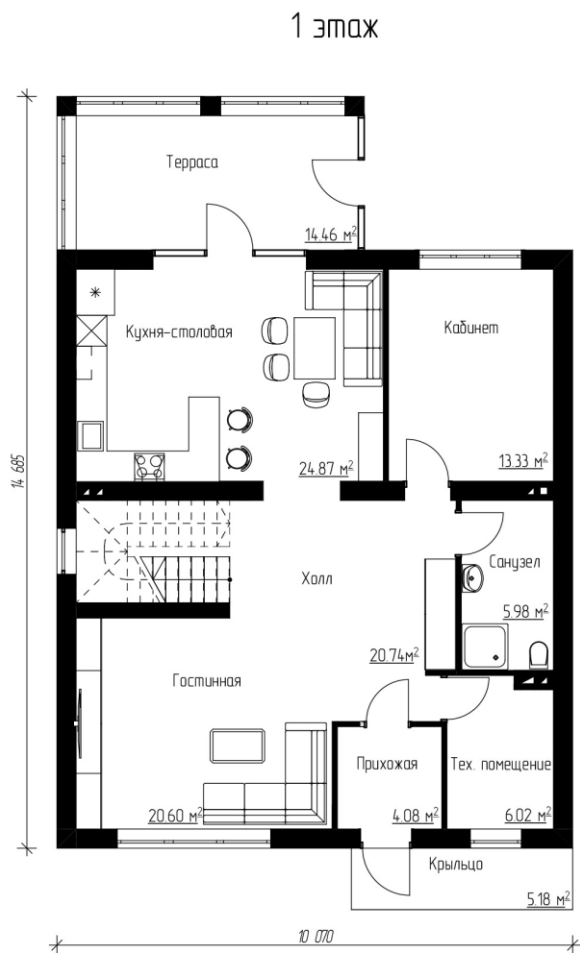 1 этаж
Терраса
14.46 м²
Кухня-столовая
Кабинет
24.87 м²
13.33 м²
14 685
Холл
Санузел
5.98 м²
20.74м²
Гостинная
Прихожая
Тех. помещение
20.60 м²
4.08 м²
6.02 м²
Крыльцо
5.18 м²
10 070